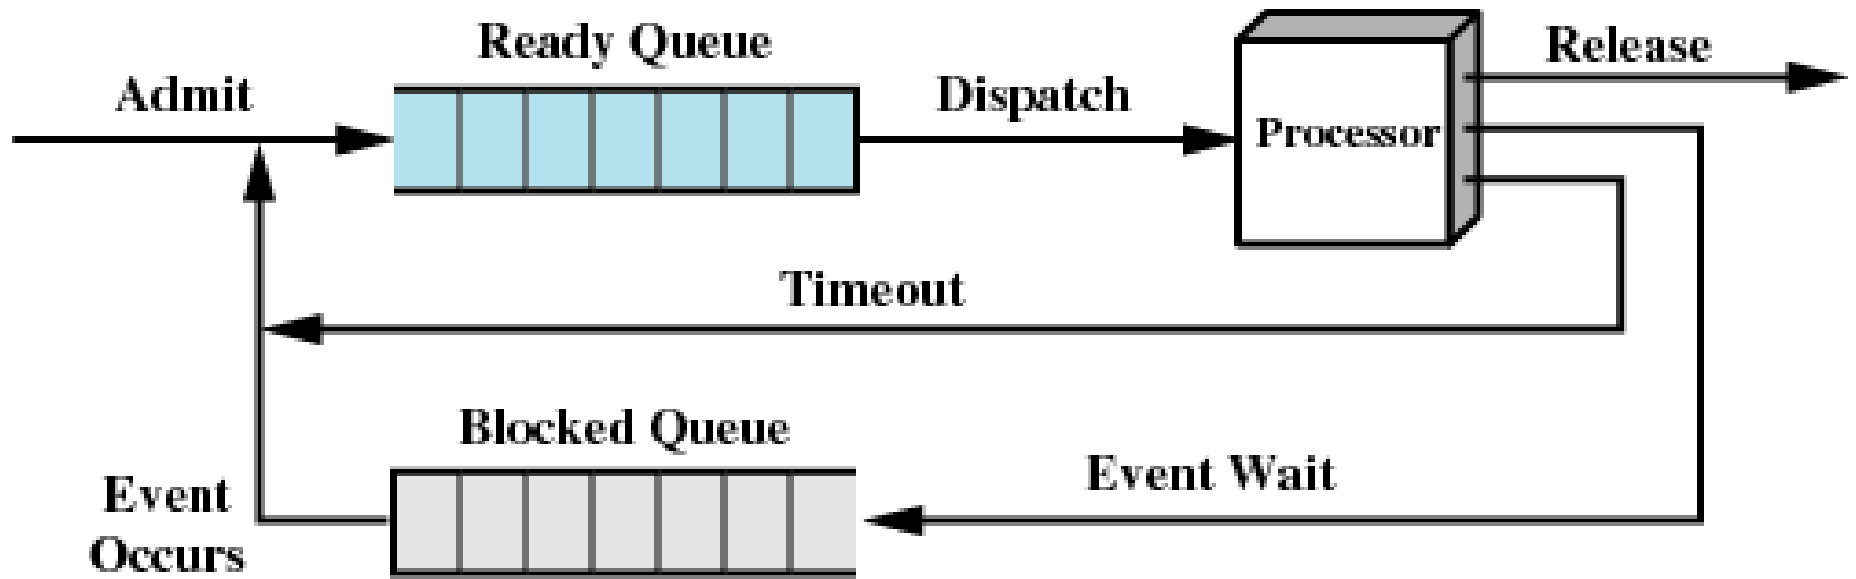 Ready Queue
Release
Admit
Dispatch
Processor
Timeout
Blocked Queue
Event Wait
Event
Occurs